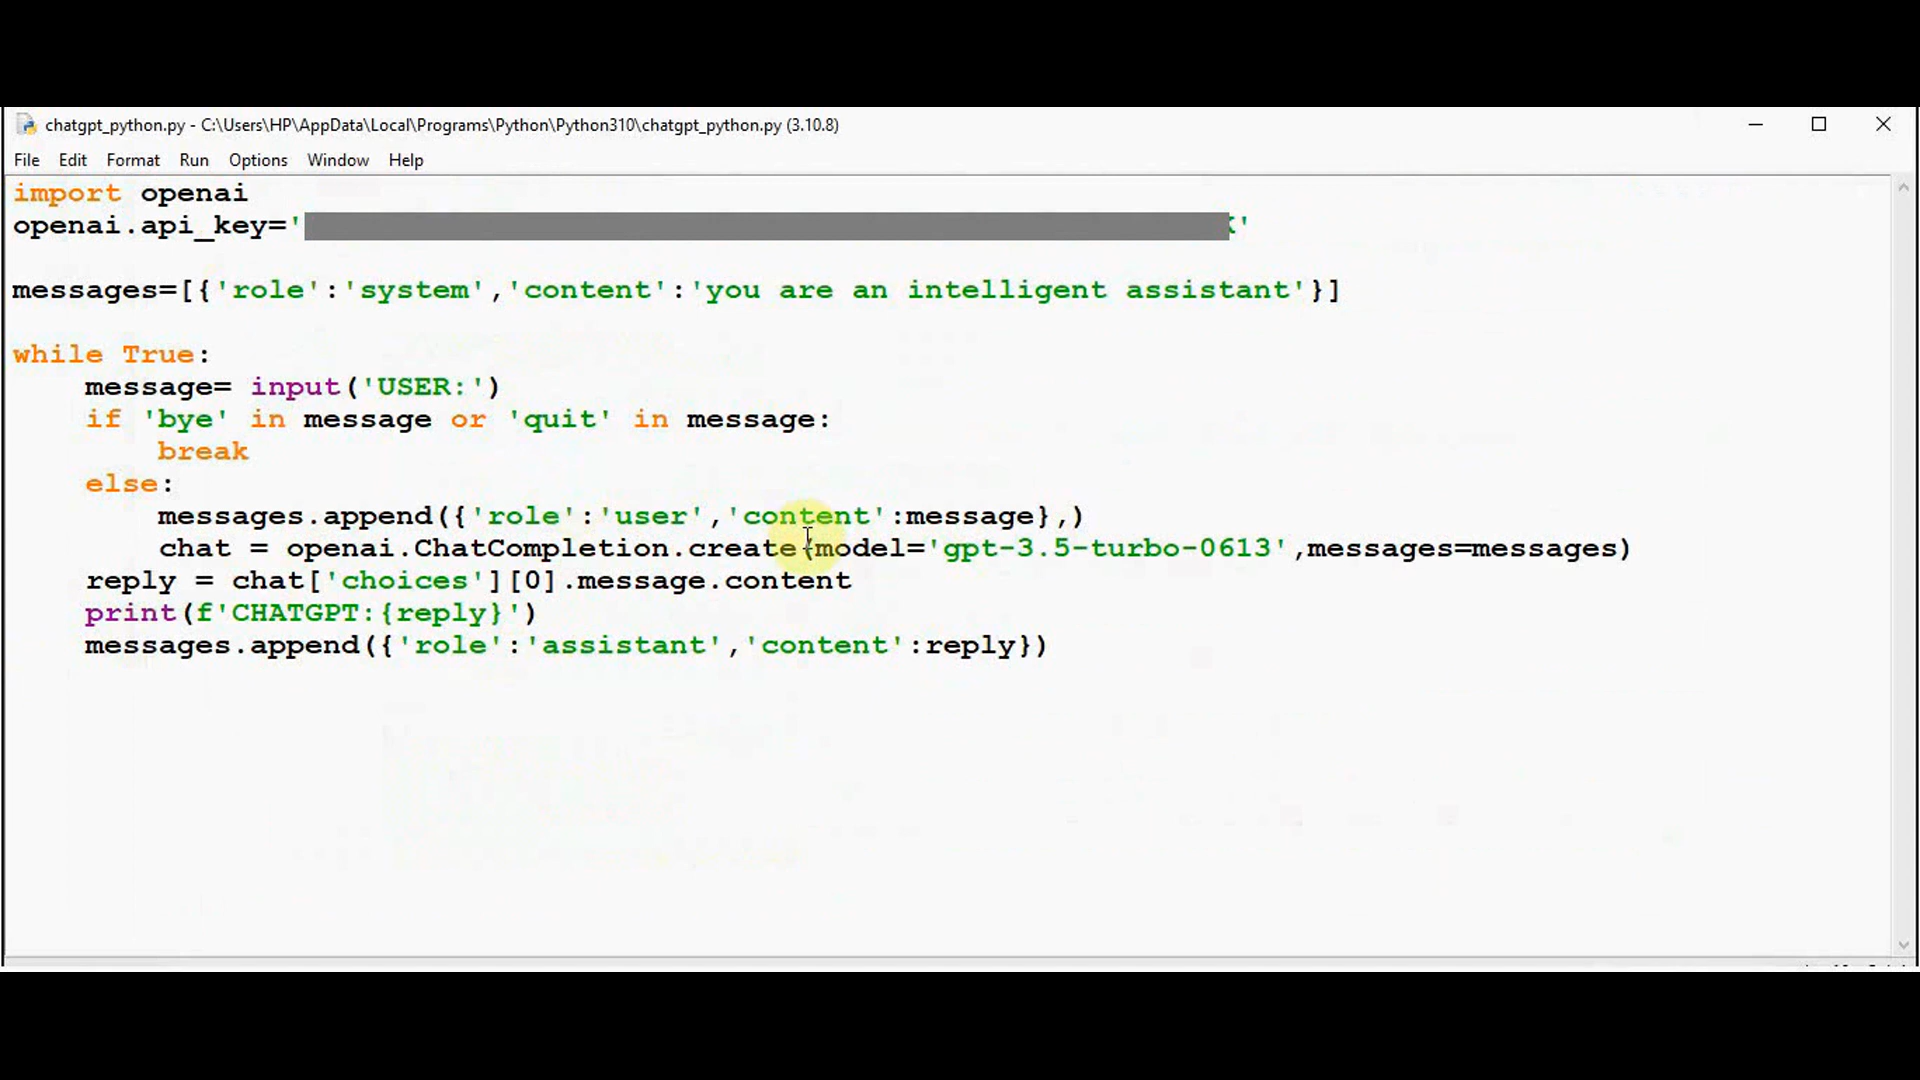 chatgpt_python.py - C:\Users\HP\AppData\Local\Programs\Python\Python310\chatgpt_python.py (3.10.8)
File Edit Format Run Options Window Help
import openai
openai.api_key='                    '
messages=[{'role':'system','content':'you are an intelligent assistant'}]
while True:
    message= input('USER:')
    if 'bye' in message or 'quit' in message:
        break
    else:
        messages.append({'role':'user','content':message},)
        chat = openai.ChatCompletion.create(model='gpt-3.5-turbo-0613',messages=messages)
    reply = chat['choices'][0].message.content
    print(f'CHATGPT:{reply}')
    messages.append({'role':'assistant','content':reply})